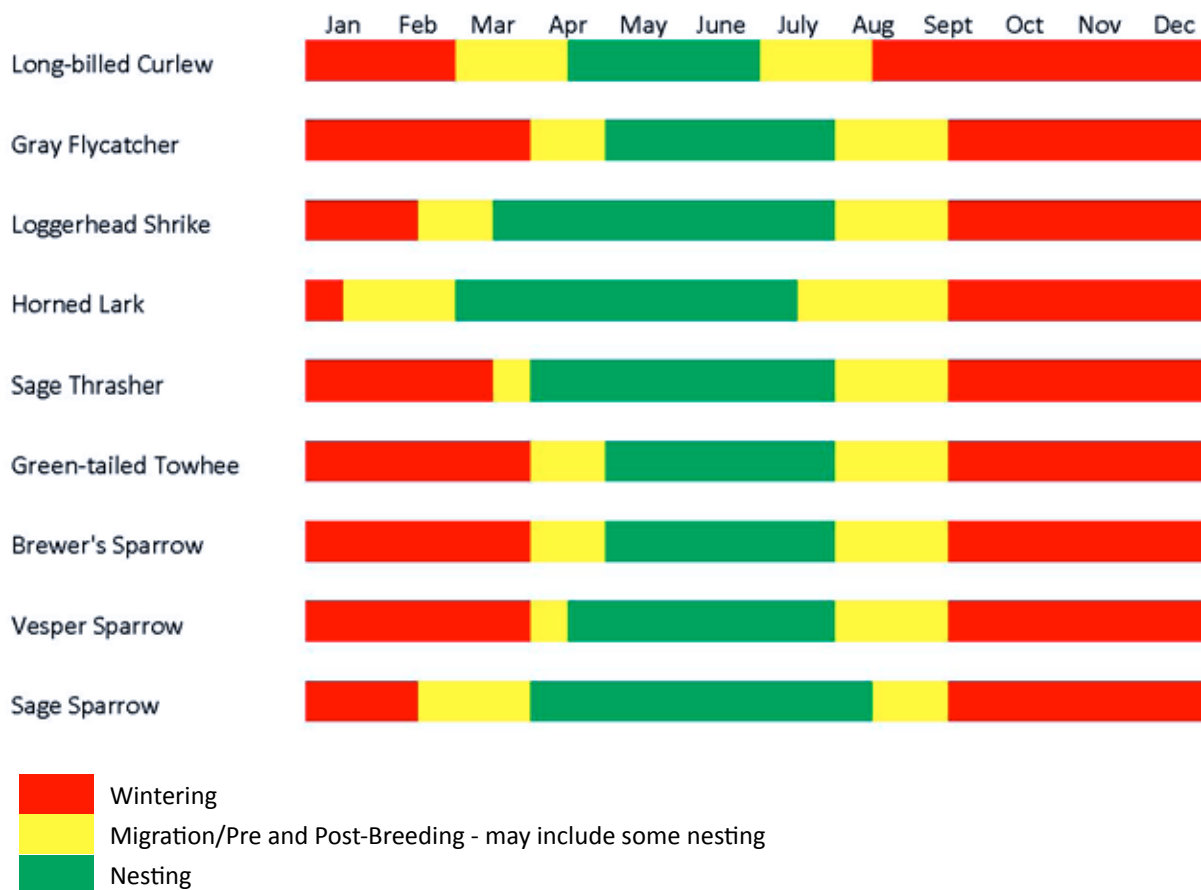 Jan Feb Mar Apr May June July Aug Sept Oct Nov Dec
Long-billed Curlew
Gray Flycatcher
Loggerhead Shrike
Horned Lark
Sage Thrasher
Green-tailed Towhee
Brewer's Sparrow
Vesper Sparrow
Sage Sparrow
Wintering
Migration/Pre and Post-Breeding - may include some nesting
Nesting